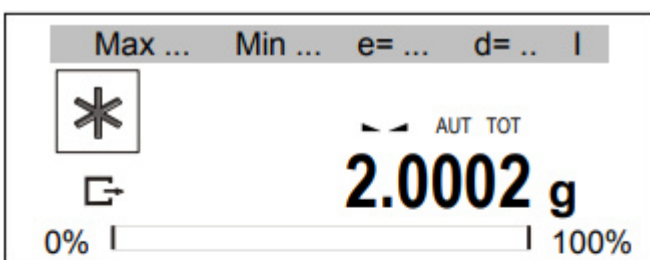 Max ... Min ... e= ... d= .. I
AUT TOT
2.0002 g
0% 100%